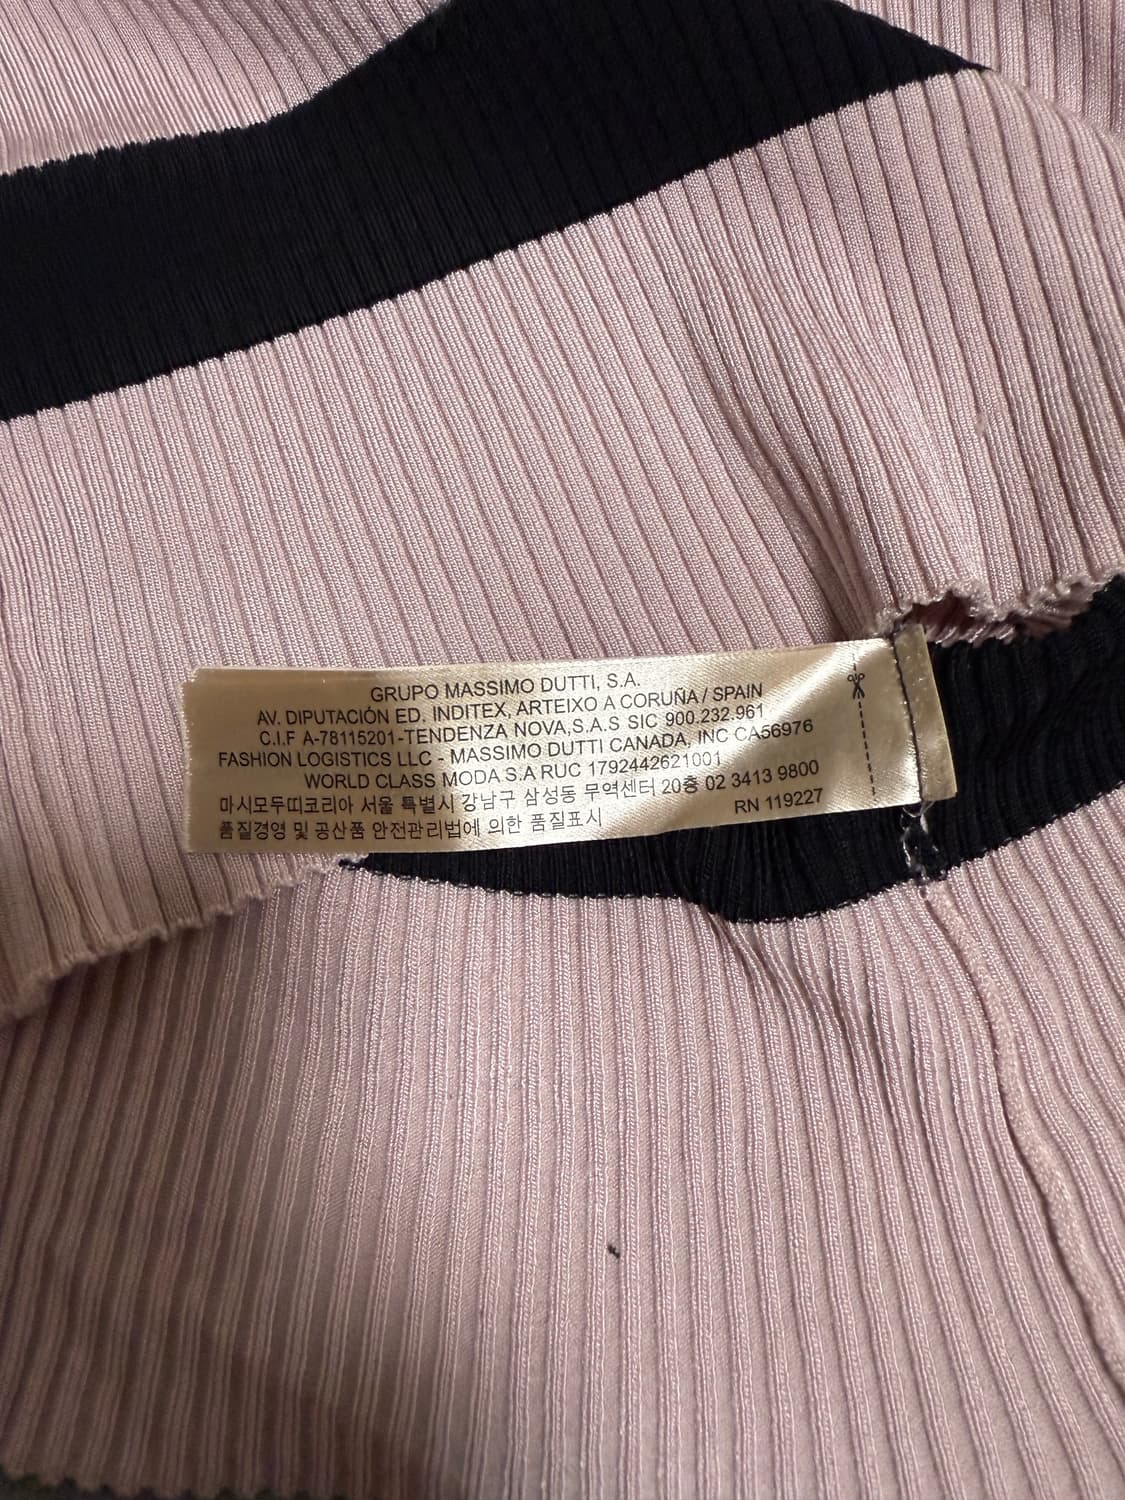 GRUPO MASSIMO DUTTI, S.A.
AV. DIPUTACIÓN ED. INDITEX, ARTEIXO A CORUÑA / SPAIN
C.I.F A-78115201-TENDENZA NOVA,S.A.S SIC 900.232.961
FASHION LOGISTICS LLC - MASSIMO DUTTI CANADA, INC CA56976
WORLD CLASS MODA S.A RUC 1792442621001
마시모두띠코리아 서울 특별시 강남구 삼성동 무역센터 20층 02 3413 9800
품질경영 및 공산품 안전관리법에 의한 품질표시 RN 119227